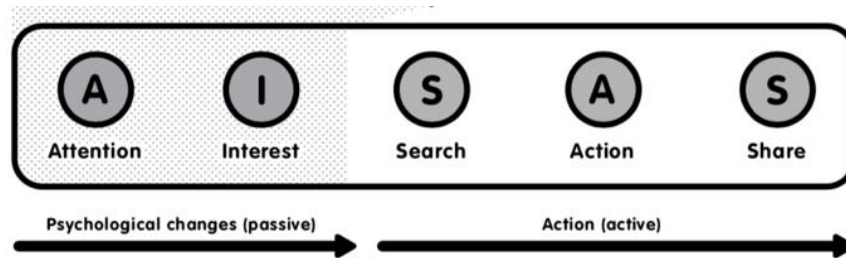 A I S A S
Attention Interest Search Action Share
Psychological changes (passive) Action (active)